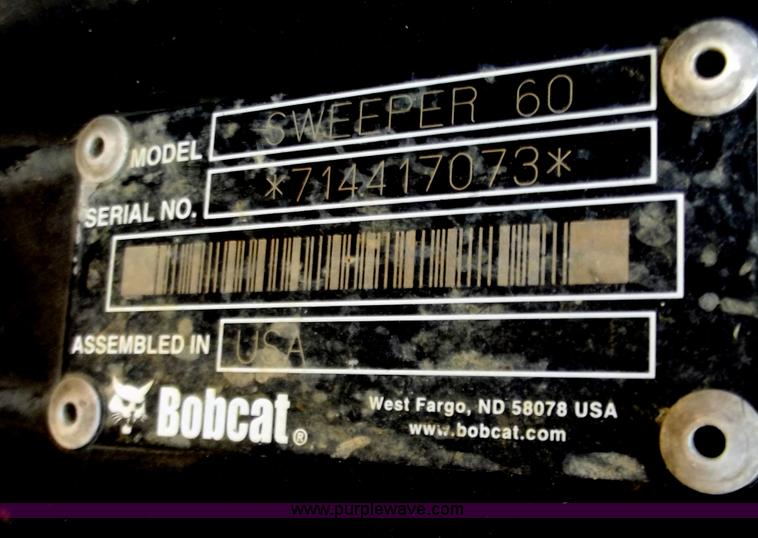 MODEL SWEEPER 60
SERIAL NO. *714417073*
ASSEMBLED IN USA
Bobcat®
West Fargo, ND 58078 USA
www.bobcat.com
www.purplewave.com